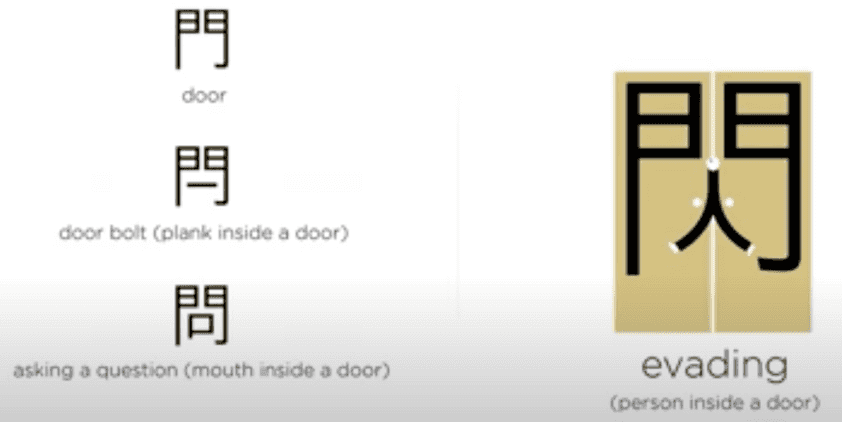 門
door
閂
door bolt (plank inside a door)
問
asking a question (mouth inside a door)
閃
evading
(person inside a door)